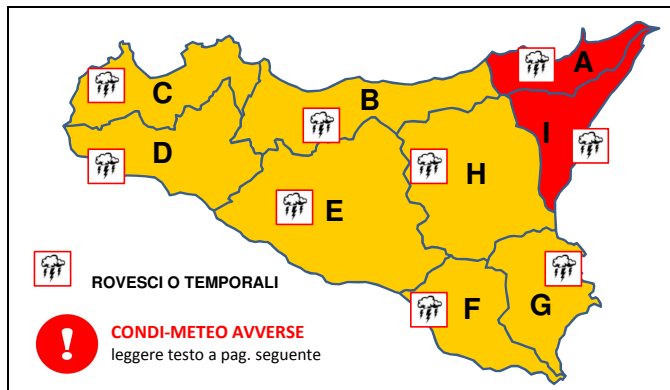 A
C
B
I
D
H
E
F
G
ROVESCI O TEMPORALI
!
CONDI-METEO AVVERSE
leggere testo a pag. seguente